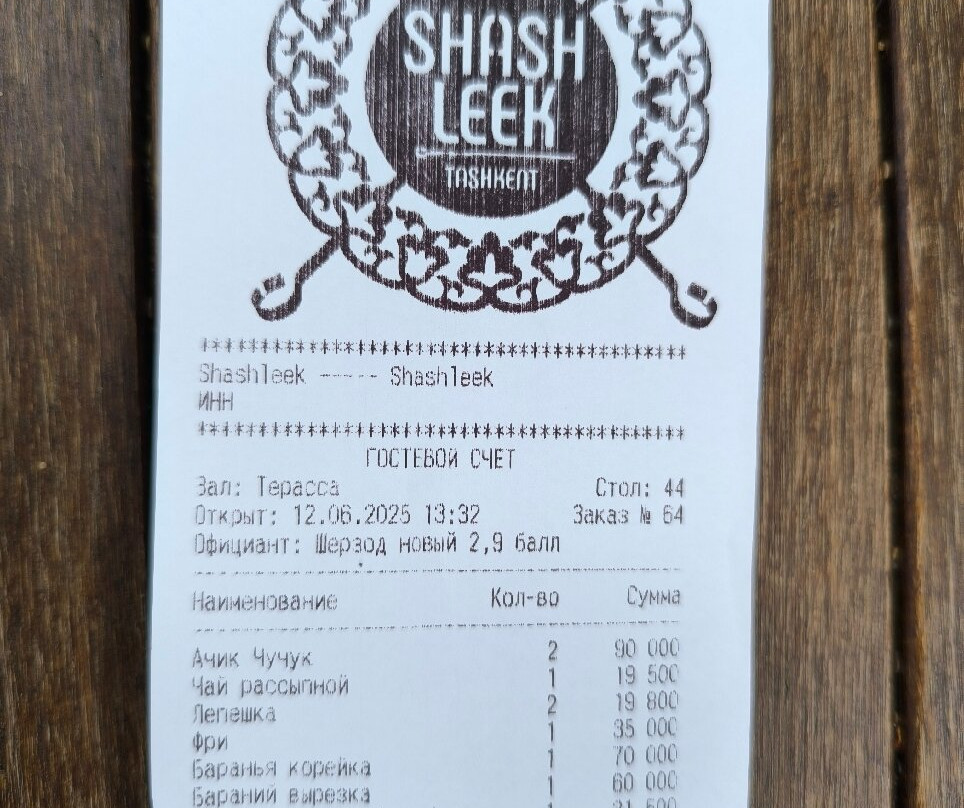 SHASH
LEEK
TASHKENT
************************************************
Shashleek ----- Shashleek
ИНН
************************************************
ГОСТЕВОЙ СЧЕТ
Зал: Терасса Стол: 44
Открыт: 12.06.2025 13:32 Заказ № 64
Официант: Шерзод новый 2,9 балл
Наименование Кол-во Сумма
Ачик Чучук 2 90 000
Чай рассыпной 1 19 500
Лепешка 2 19 800
Фри 1 35 000
Баранья корейка 1 70 000
Бараний вырезка 1 60 000